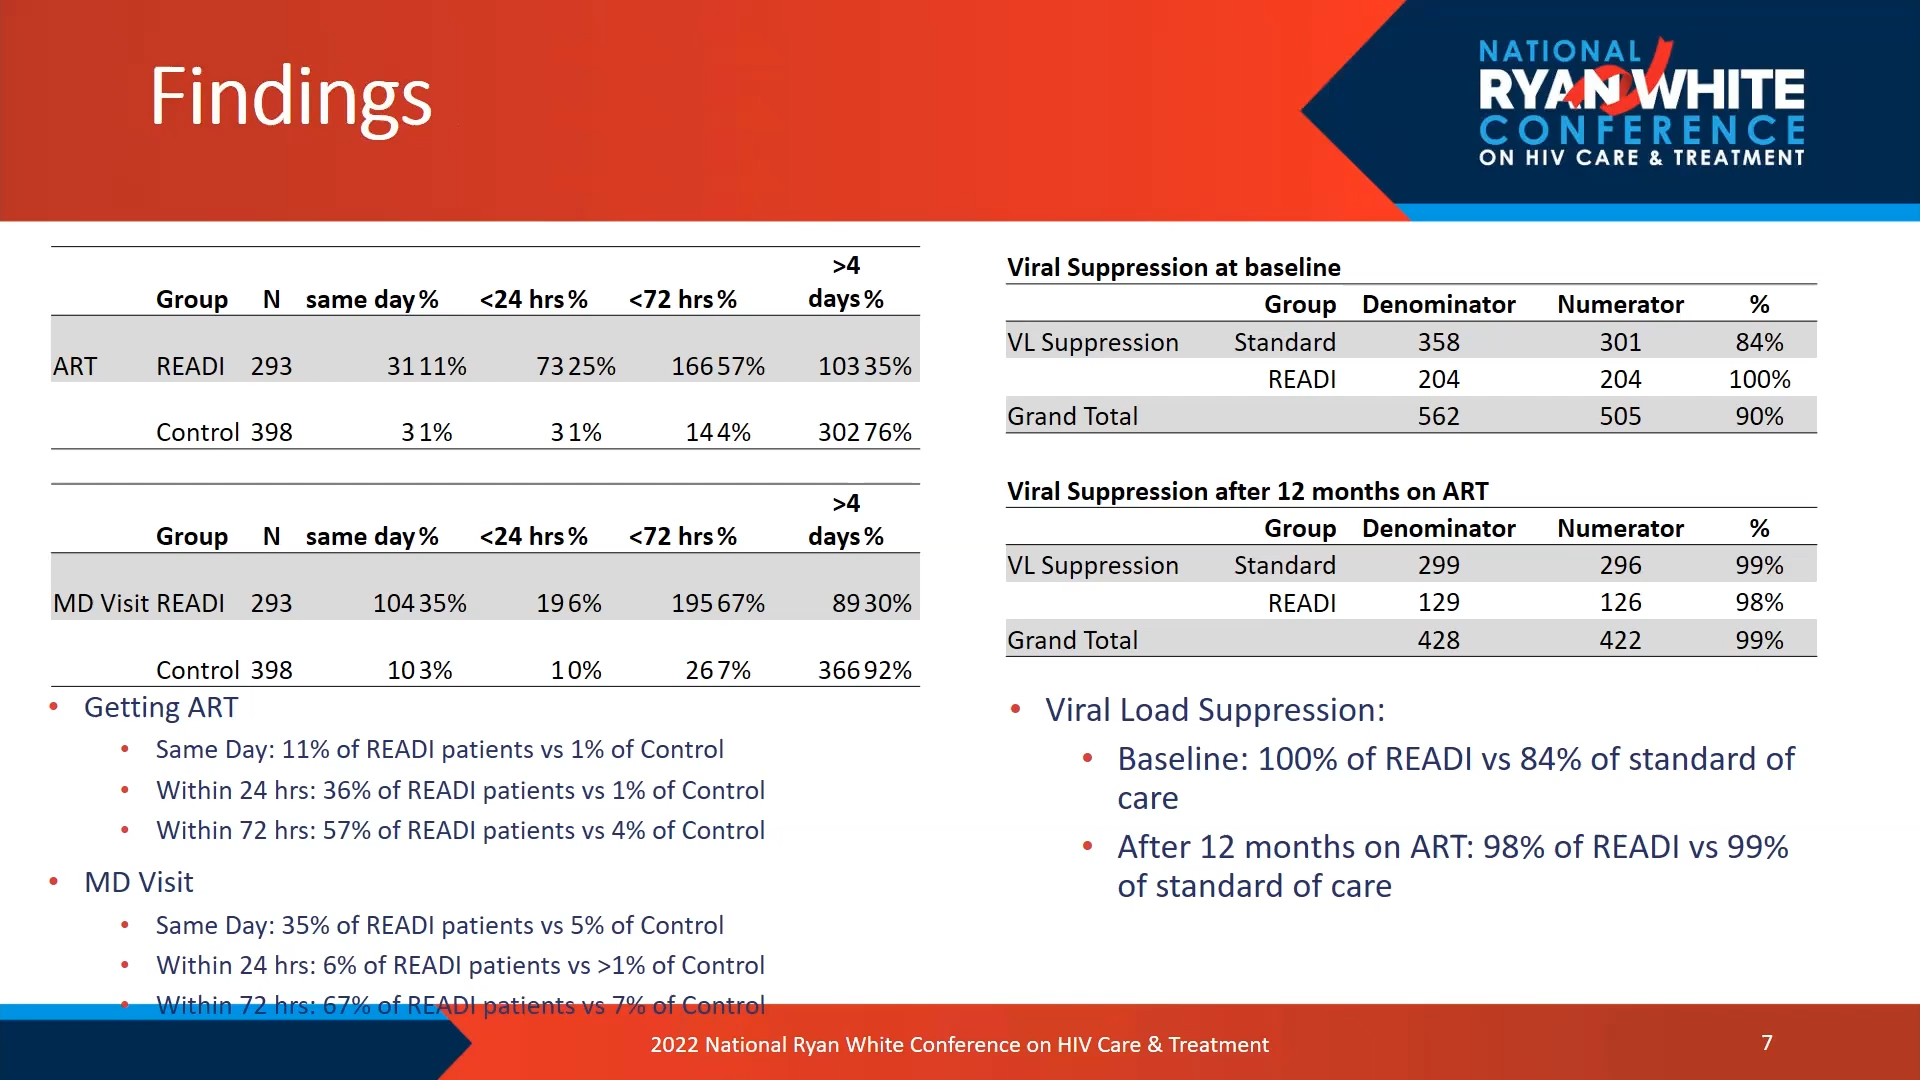 Findings
NATIONAL
RYAN WHITE
CONFERENCE
ON HIV CARE & TREATMENT
>4
Group N same day % <24 hrs % <72 hrs % days %
ART READI 293 31 11% 73 25% 166 57% 103 35%
Control 398 3 1% 3 1% 14 4% 302 76%
>4
Group N same day % <24 hrs % <72 hrs % days %
MD Visit READI 293 104 35% 19 6% 195 67% 89 30%
Control 398 10 3% 1 0% 26 7% 366 92%
• Getting ART
• Same Day: 11% of READI patients vs 1% of Control
• Within 24 hrs: 36% of READI patients vs 1% of Control
• Within 72 hrs: 57% of READI patients vs 4% of Control
• MD Visit
• Same Day: 35% of READI patients vs 5% of Control
• Within 24 hrs: 6% of READI patients vs >1% of Control
• Within 72 hrs: 67% of READI patients vs 7% of Control
Viral Suppression at baseline
Group Denominator Numerator %
VL Suppression Standard 358 301 84%
READI 204 204 100%
Grand Total 562 505 90%
Viral Suppression after 12 months on ART
Group Denominator Numerator %
VL Suppression Standard 299 296 99%
READI 129 126 98%
Grand Total 428 422 99%
• Viral Load Suppression:
• Baseline: 100% of READI vs 84% of standard of
care
• After 12 months on ART: 98% of READI vs 99%
of standard of care
2022 National Ryan White Conference on HIV Care & Treatment
7